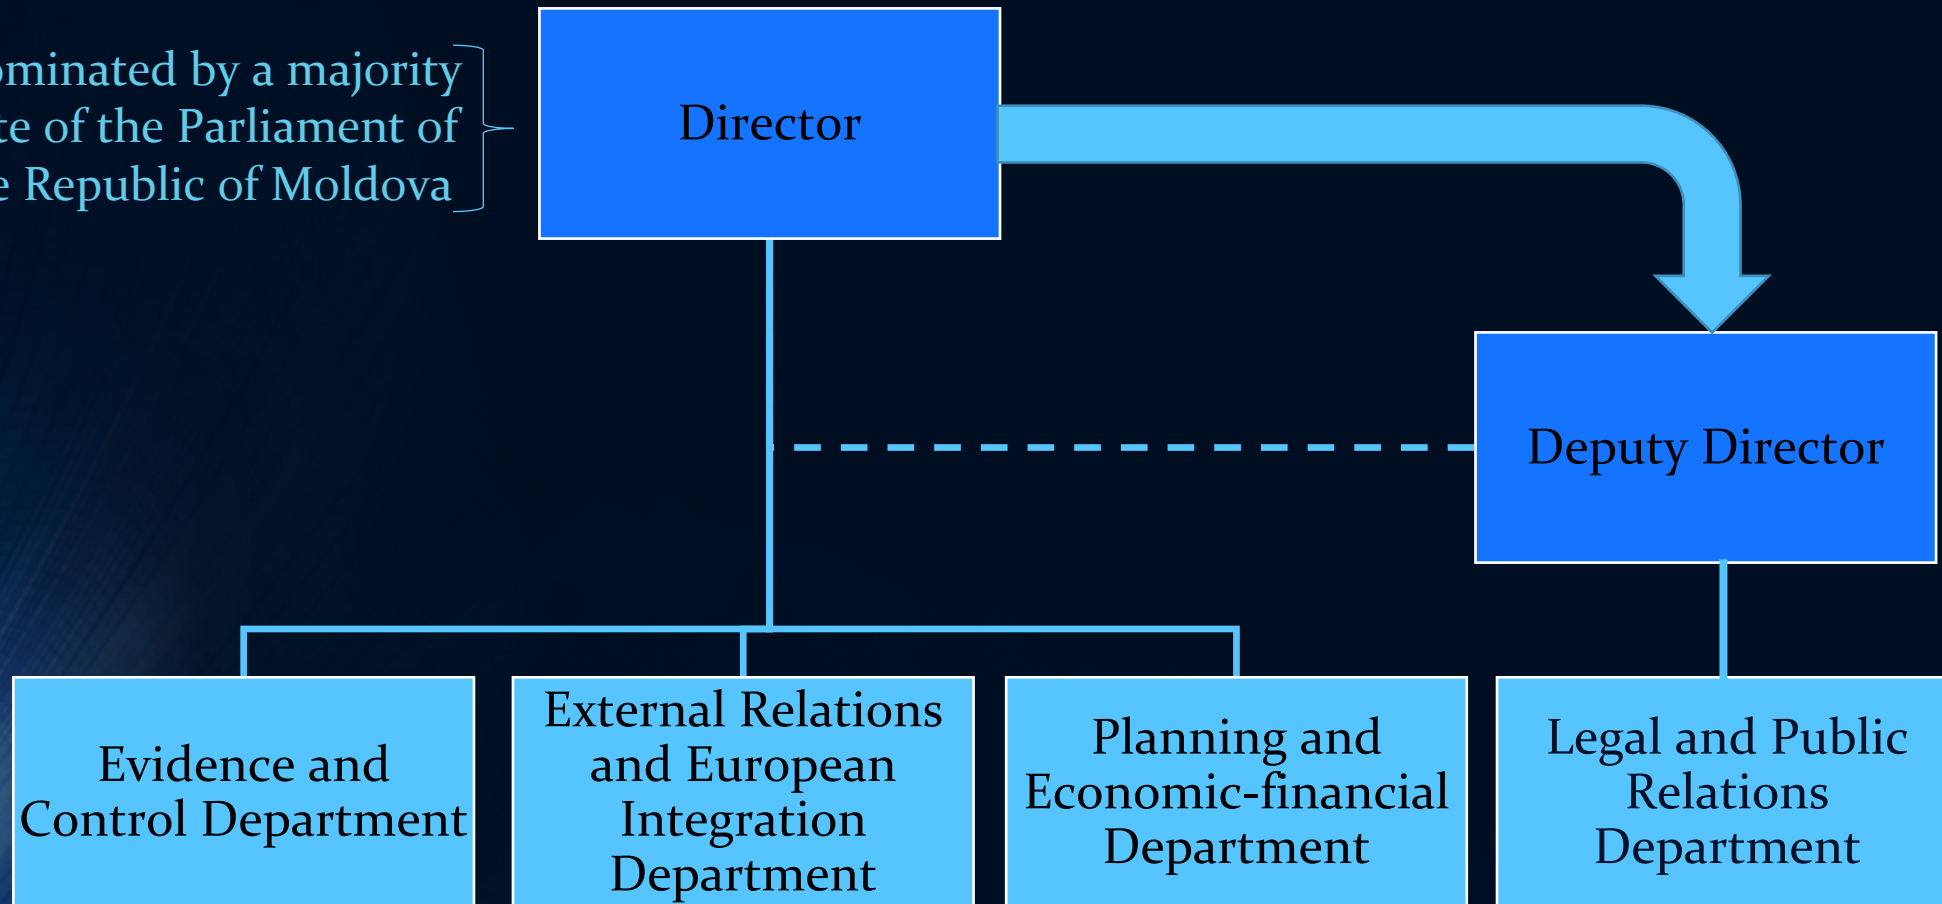 ominated by a majority
te of the Parliament of
e Republic of Moldova
Director
Deputy Director
Evidence and
Control Department
External Relations
and European
Integration
Department
Planning and
Economic-financial
Department
Legal and Public
Relations
Department